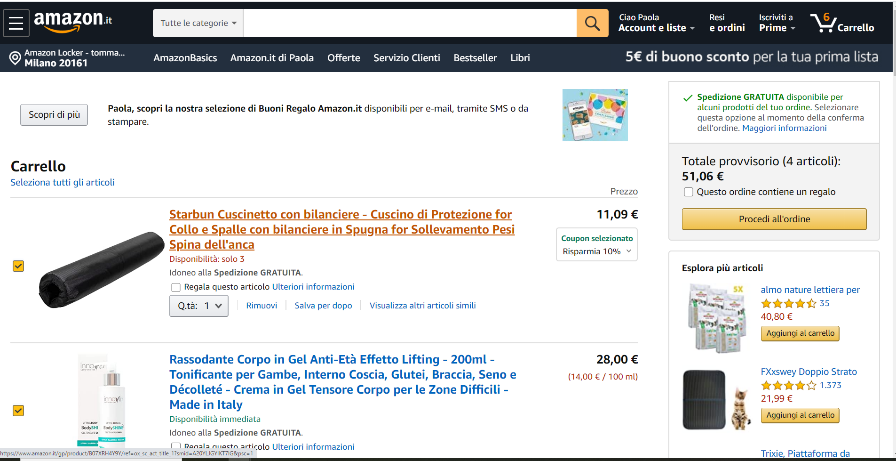 amazon.it
Tutte le categorie
Ciao Paola
Account e liste
Resi
e ordini
Iscriviti a
Prime
6
Carrello
Amazon Locker - tomma...
Milano 20161
AmazonBasics
Amazon.it di Paola
Offerte
Servizio Clienti
Bestseller
Libri
5€ di buono sconto per la tua prima lista
Scopri di più
Paola, scopri la nostra selezione di Buoni Regalo Amazon.it disponibili per e-mail, tramite SMS o da
stampare.
Carrello
Seleziona tutti gli articoli
Prezzo
Starbun Cuscinetto con bilanciere - Cuscino di Protezione for
Collo e Spalle con bilanciere in Spugna for Sollevamento Pesi
Spina dell'anca
11,09 €
Disponibilità: solo 3
Idoneo alla Spedizione GRATUITA.
Regala questo articolo Ulteriori informazioni
Q.tà: 1
Rimuovi
Salva per dopo
Visualizza altri articoli simili
Coupon selezionato
Risparmia 10%
Rassodante Corpo in Gel Anti-Età Effetto Lifting - 200ml -
Tonificante per Gambe, Interno Coscia, Glutei, Braccia, Seno e
Décolleté - Crema in Gel Tensore Corpo per le Zone Difficili -
Made in Italy
28,00 €
(14,00 € / 100 ml)
Disponibilità immediata
Idoneo alla Spedizione GRATUITA.
Regala questo articolo Ulteriori informazioni
Spedizione GRATUITA disponibile per
alcuni prodotti del tuo ordine. Selezionare
questa opzione al momento della conferma
dell'ordine. Maggiori informazioni
Totale provvisorio (4 articoli):
51,06 €
Questo ordine contiene un regalo
Procedi all'ordine
Esplora più articoli
5X
almo nature lettiera per
35
40,80 €
Aggiungi al carrello
FXxswey Doppio Strato
1.373
21,99 €
Aggiungi al carrello
Trixie, Piattaforma da